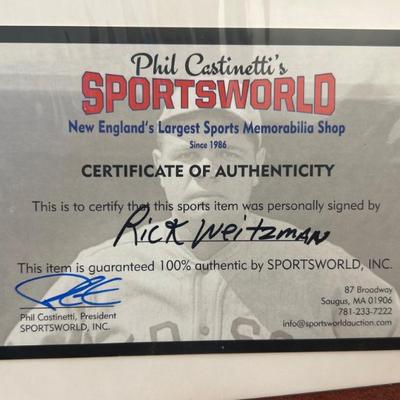 Phil Castinetti's
SPORTSWORLD
New England's Largest Sports Memorabilia Shop
Since 1986
CERTIFICATE OF AUTHENTICITY
This is to certify that this sports item was personally signed by
Rick Weitzman
This item is guaranteed 100% authentic by SPORTSWORLD, INC.
Phil Castinetti, President
SPORTSWORLD, INC.
87 Broadway
Saugus, MA 01906
781-233-7222
info@sportsworldauction.com